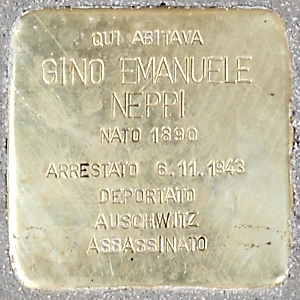 QUI ABITAVA
GINO EMANUELE
NEPPI
NATO 1890
ARRESTATO 6.11.1943
DEPORTATO
AUSCHWITZ
ASSASSINATO